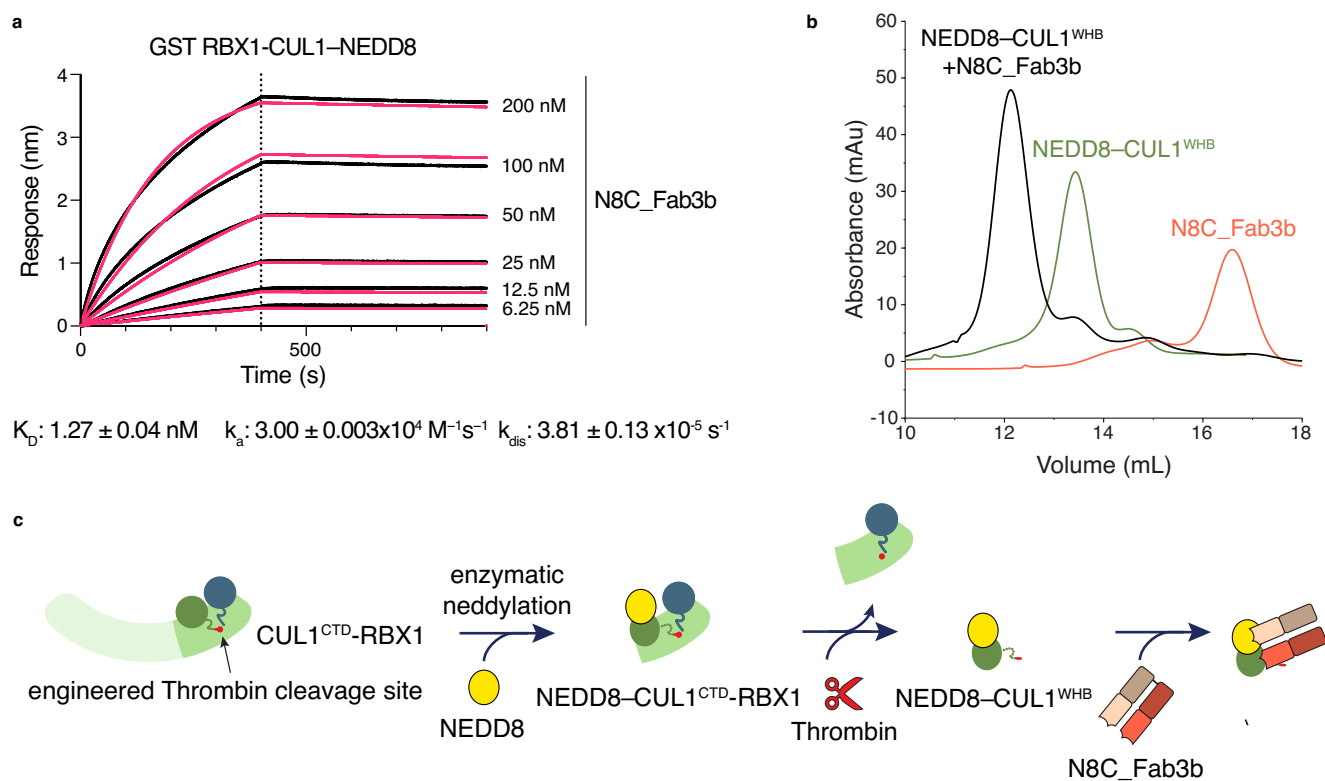 a
GST RBX1-CUL1–NEDD8
4
3
2
1
0
Response (nm)
0
500
Time (s)
200 nM
100 nM
50 nM
25 nM
12.5 nM
6.25 nM
N8C_Fab3b
K_D: 1.27 ± 0.04 nM k_a: 3.00 ± 0.003x10⁴ M⁻¹s⁻¹ k_dis: 3.81 ± 0.13 x10⁻⁵ s⁻¹
b
60
50
40
30
20
10
0
-10
Absorbance (mAu)
NEDD8–CUL1^WHB
+N8C_Fab3b
NEDD8–CUL1^WHB
N8C_Fab3b
10
12
14
16
18
Volume (mL)
c
CUL1^CTD-RBX1
engineered Thrombin cleavage site
enzymatic
neddylation
NEDD8
NEDD8–CUL1^CTD-RBX1
Thrombin
NEDD8–CUL1^WHB
N8C_Fab3b